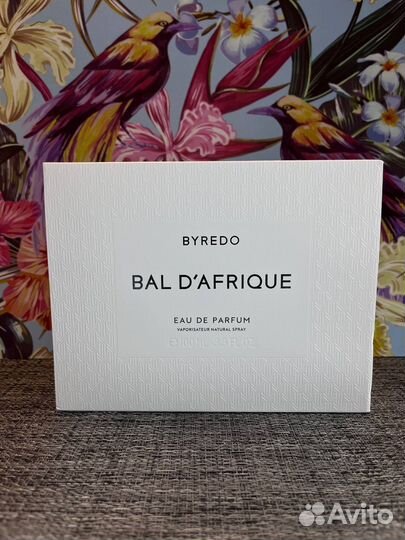 BYREDO
BAL D'AFRIQUE
EAU DE PARFUM
VAPORISATEUR NATURAL SPRAY
Avito